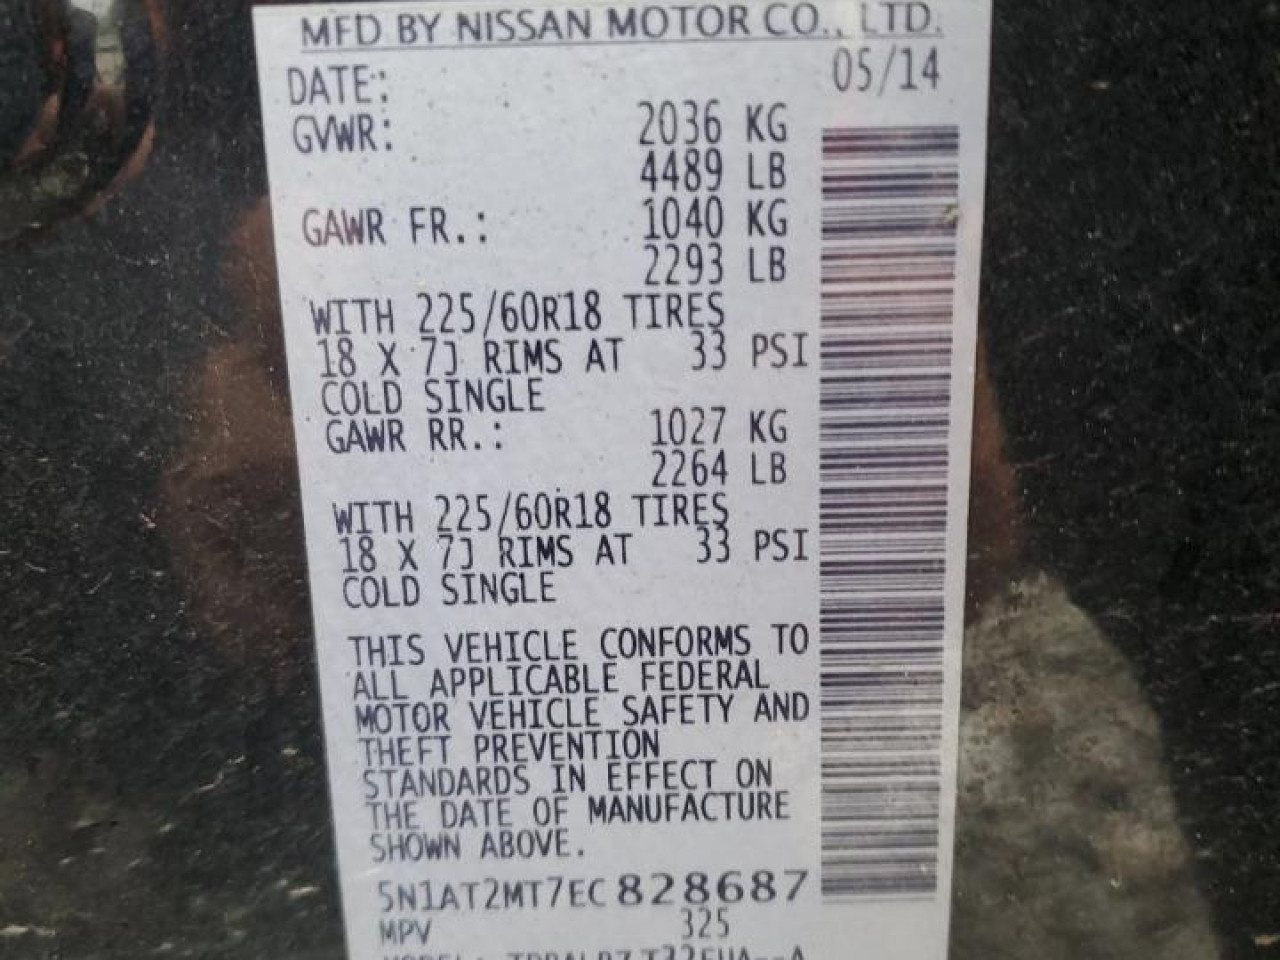 MFD BY NISSAN MOTOR CO., LTD.
DATE: 05/14
GVWR: 2036 KG
4489 LB
GAWR FR.: 1040 KG
2293 LB
WITH 225/60R18 TIRES
18 X 7J RIMS AT 33 PSI
COLD SINGLE
GAWR RR.: 1027 KG
2264 LB
WITH 225/60R18 TIRES
18 X 7J RIMS AT 33 PSI
COLD SINGLE
THIS VEHICLE CONFORMS TO
ALL APPLICABLE FEDERAL
MOTOR VEHICLE SAFETY AND
THEFT PREVENTION
STANDARDS IN EFFECT ON
THE DATE OF MANUFACTURE
SHOWN ABOVE.
5N1AT2MT7EC828687
MPV 325
MODEL: